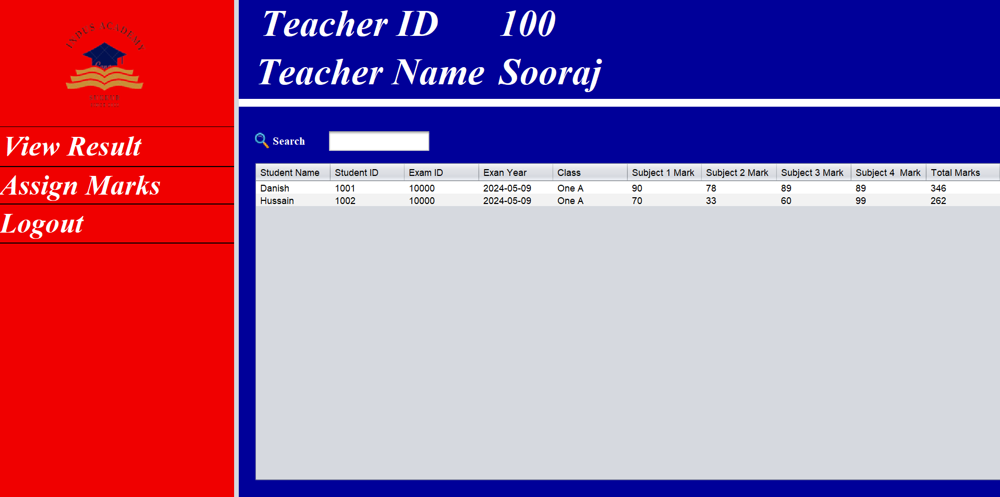 INDUS ACADEMY
Teacher ID 100
Teacher Name Sooraj
View Result
Assign Marks
Logout
Search
Student Name Student ID Exam ID Exan Year Class Subject 1 Mark Subject 2 Mark Subject 3 Mark Subject 4  Mark Total Marks
Danish 1001 10000 2024-05-09 One A 90 78 89 89 346
Hussain 1002 10000 2024-05-09 One A 70 33 60 99 262